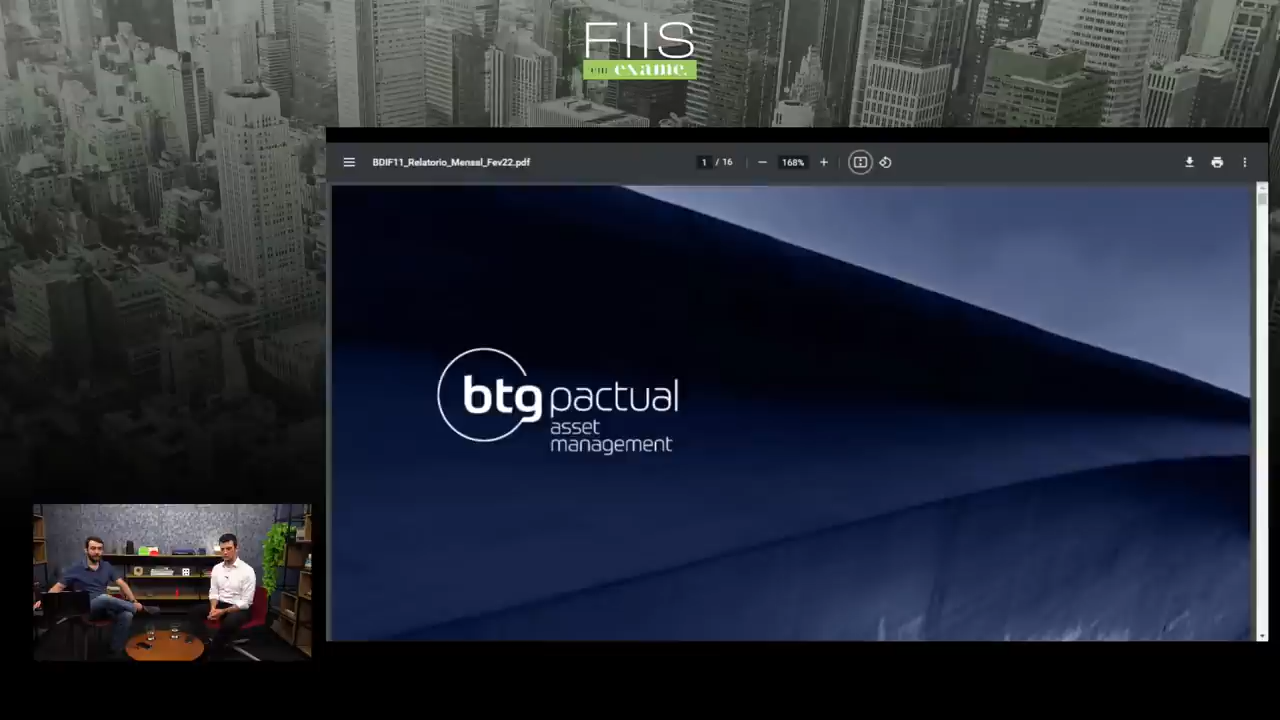 FIIS
em exame.
BDIF11_Relatorio_Mensal_Fev22.pdf
1 / 16
168%
btg pactual
asset
management